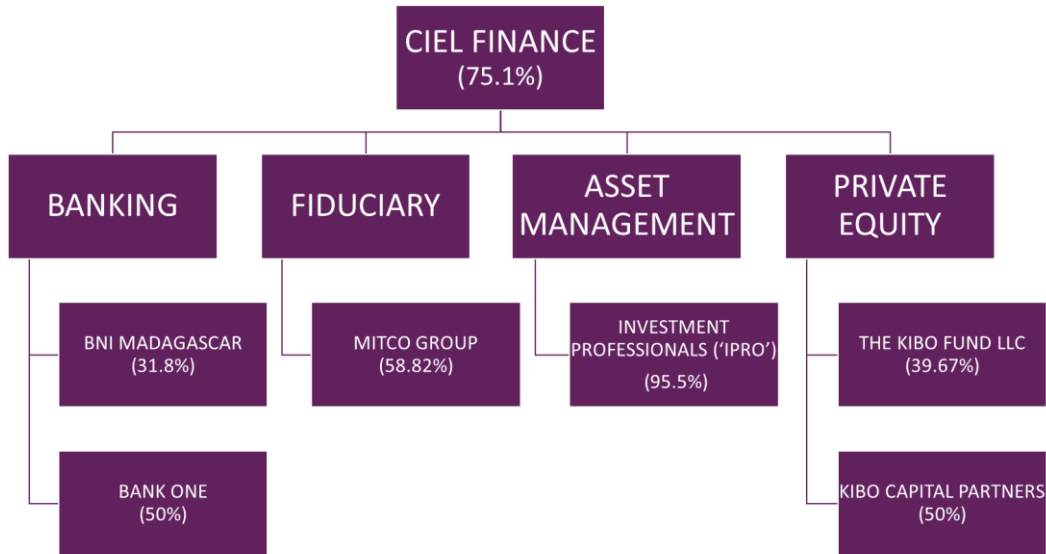 CIEL FINANCE
(75.1%)
BANKING
FIDUCIARY
ASSET
MANAGEMENT
PRIVATE
EQUITY
BNI MADAGASCAR
(31.8%)
MITCO GROUP
(58.82%)
INVESTMENT
PROFESSIONALS (‘IPRO’)
(95.5%)
THE KIBO FUND LLC
(39.67%)
BANK ONE
(50%)
KIBO CAPITAL PARTNERS
(50%)